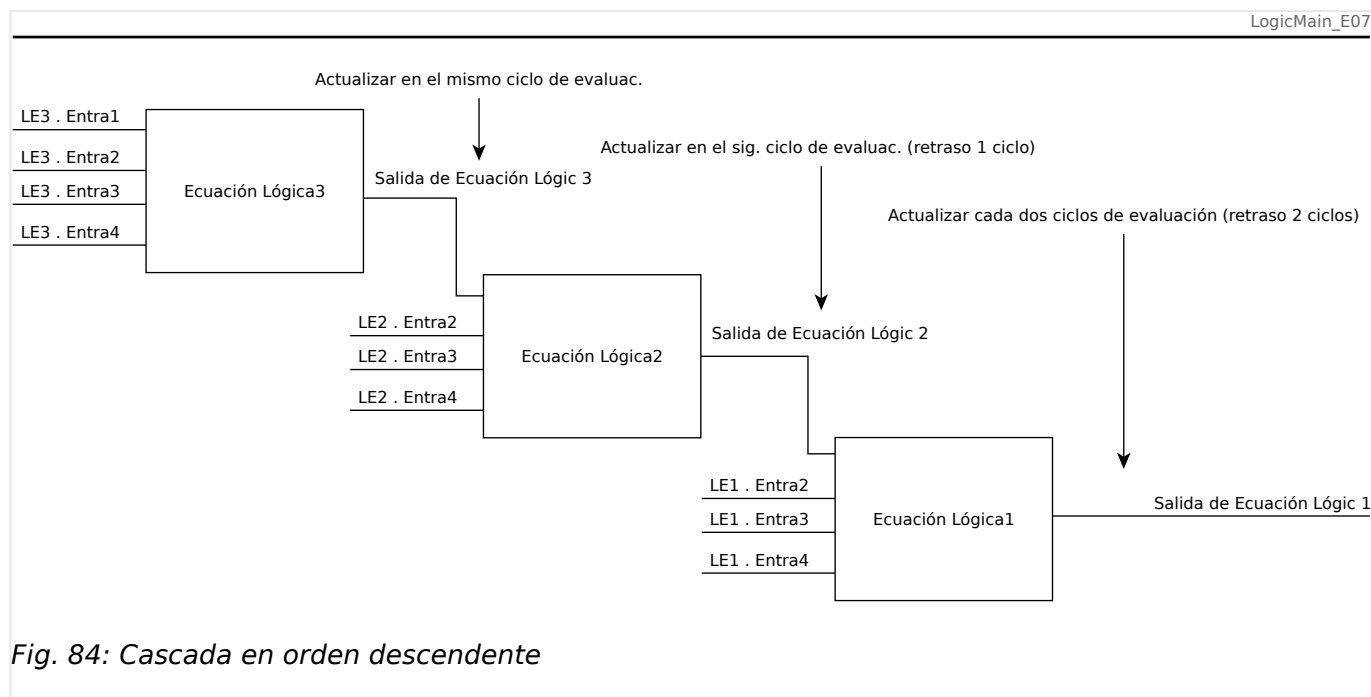 LogicMain_E07
Actualizar en el mismo ciclo de evaluac.
LE3 . Entra1
LE3 . Entra2
LE3 . Entra3
LE3 . Entra4
Ecuación Lógica3
Salida de Ecuación Lógic 3
Actualizar en el sig. ciclo de evaluac. (retraso 1 ciclo)
Actualizar cada dos ciclos de evaluación (retraso 2 ciclos)
LE2 . Entra2
LE2 . Entra3
LE2 . Entra4
Ecuación Lógica2
Salida de Ecuación Lógic 2
LE1 . Entra2
LE1 . Entra3
LE1 . Entra4
Ecuación Lógica1
Salida de Ecuación Lógic 1
Fig. 84: Cascada en orden descendente